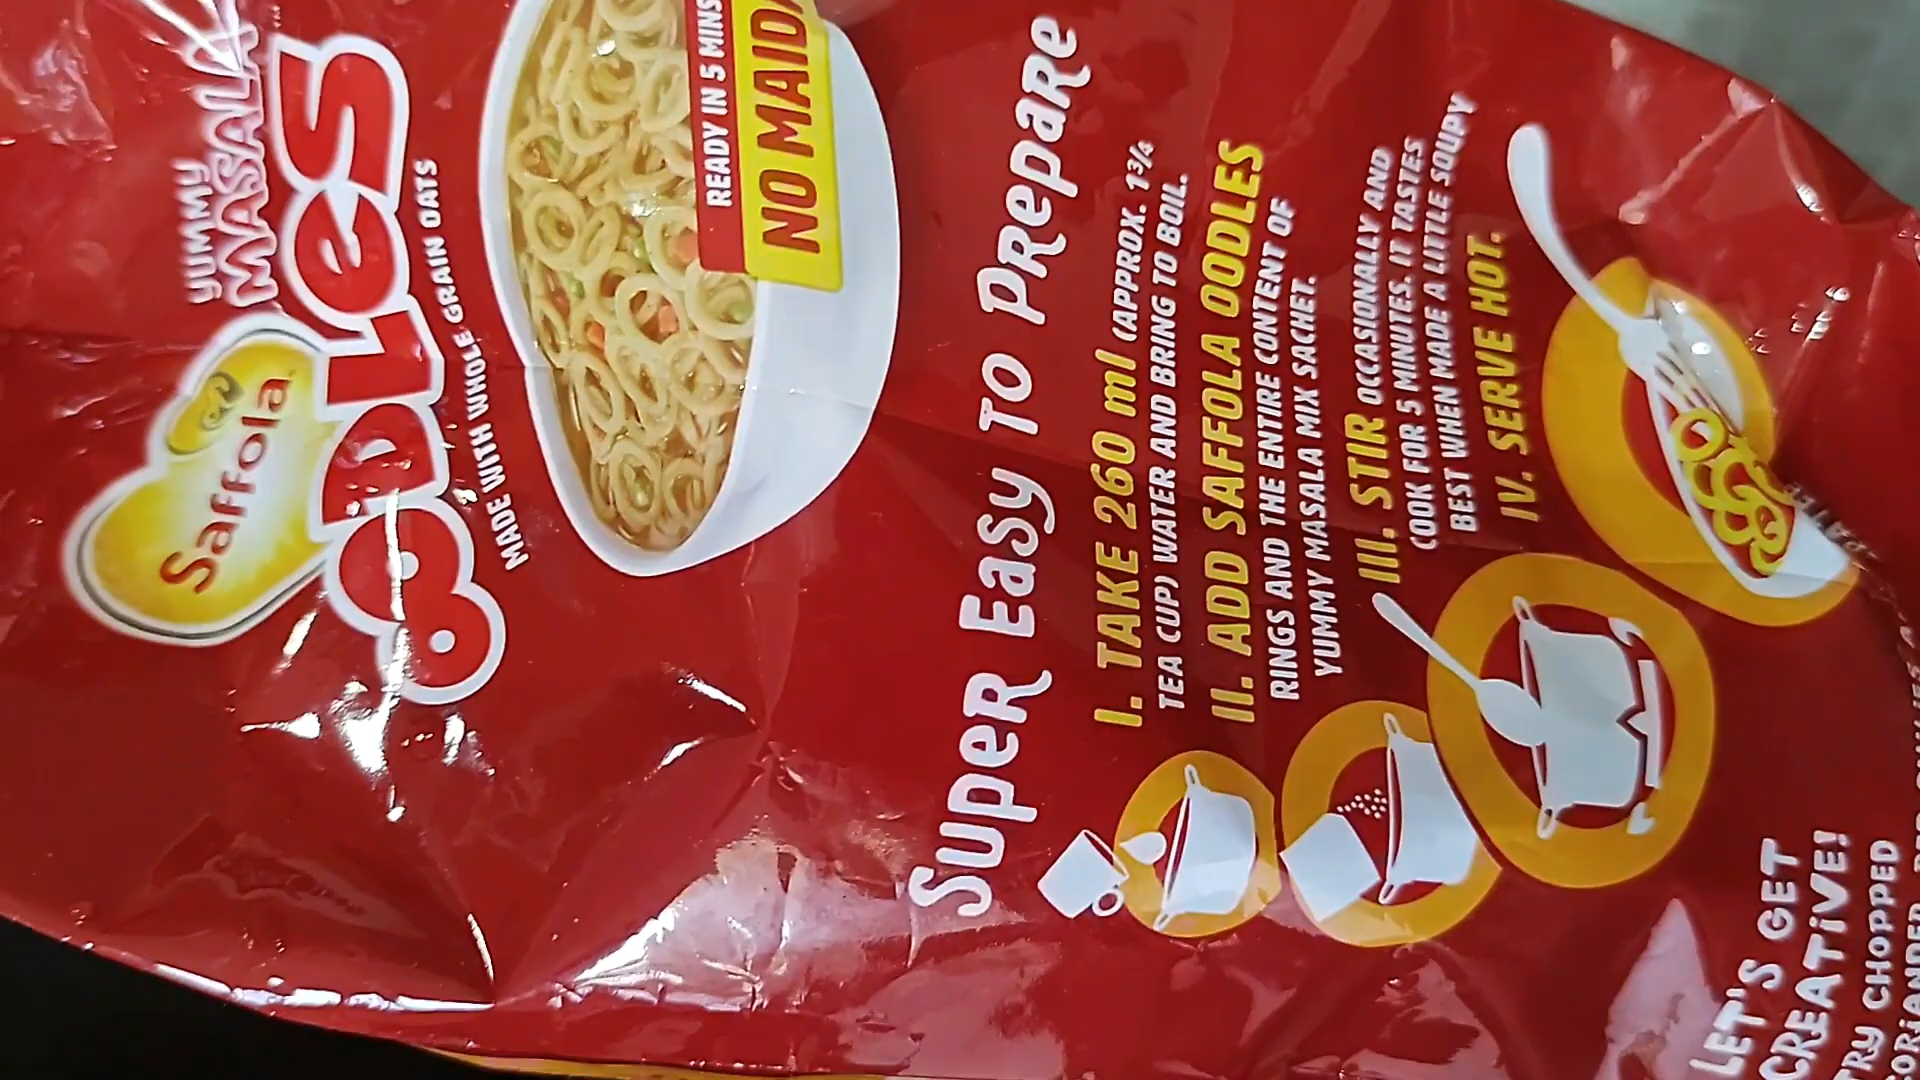 YUMMY
MASALA
Saffola
OODLES
MADE WITH WHOLE GRAIN OATS
READY IN 5 MINS
NO MAIDA
Super Easy to Prepare
I. TAKE 260 ml (APPROX. 1 3/4
TEA CUP) WATER AND BRING TO BOIL.
II. ADD SAFFOLA OODLES
RINGS AND THE ENTIRE CONTENT OF
YUMMY MASALA MIX SACHET.
III. STIR OCCASIONALLY AND
COOK FOR 5 MINUTES. IT TASTES
BEST WHEN MADE A LITTLE SOUPY
IV. SERVE HOT.
LET'S GET
CREATIVE!
TRY CHOPPED